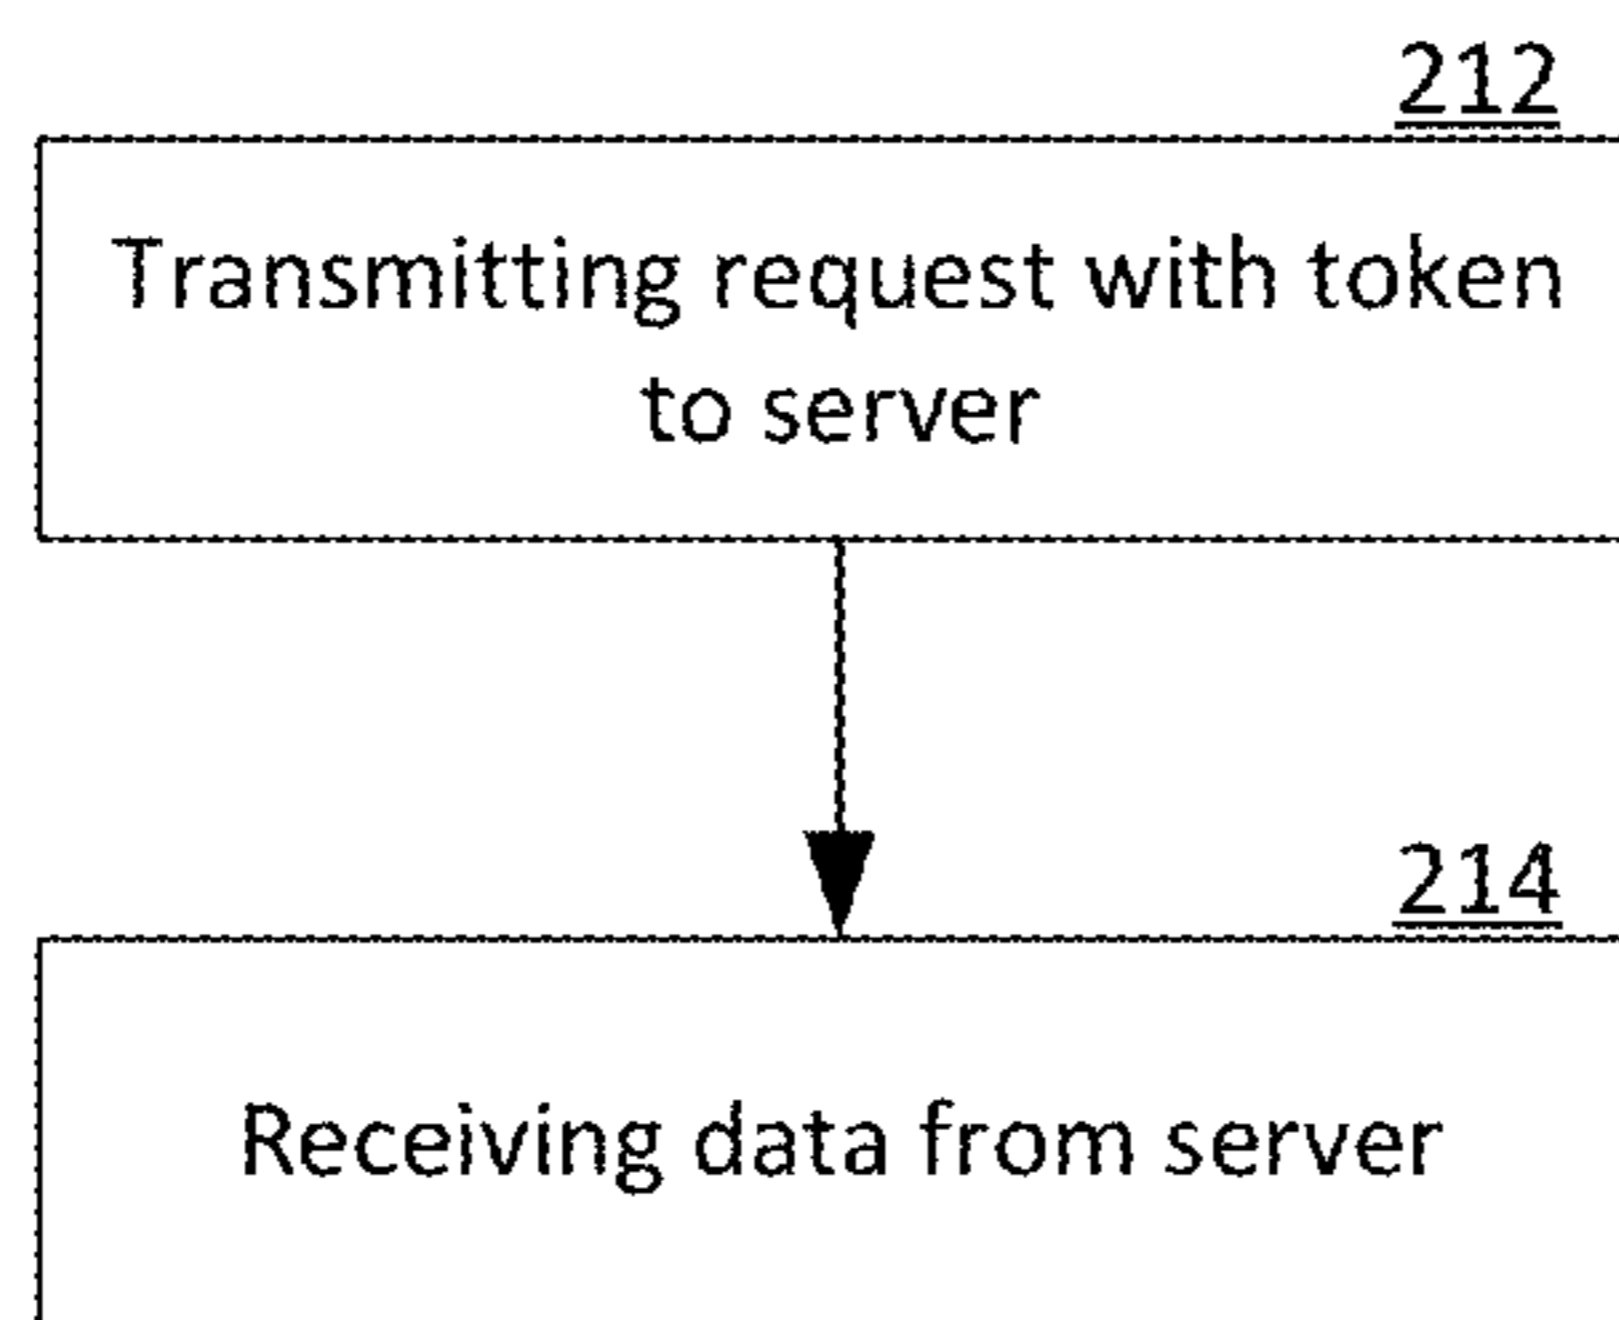 212
Transmitting request with token
to server
214
Receiving data from server